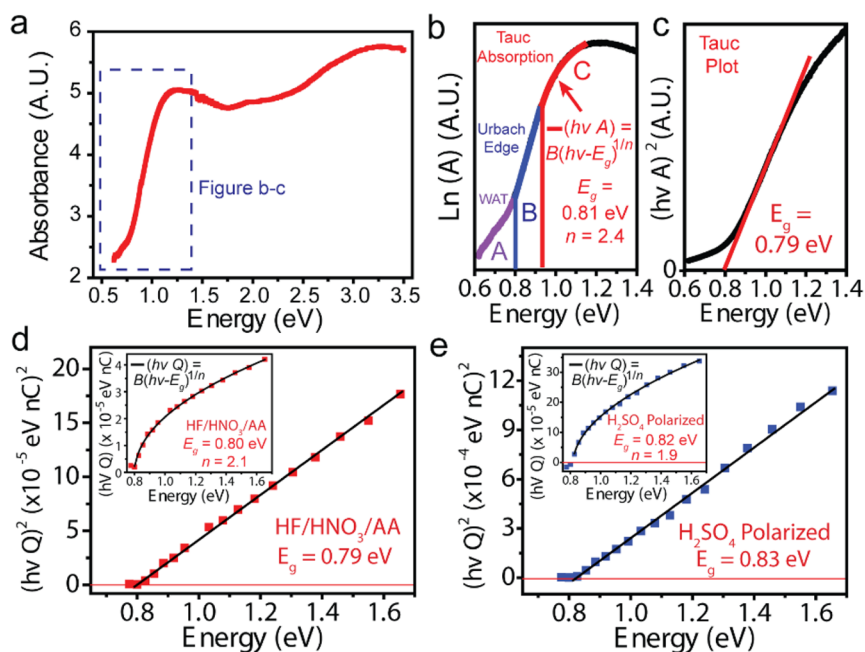 a
Absorbance (A.U.)
6
5
4
3
2
Figure b-c
0.5 1.0 1.5 2.0 2.5 3.0 3.5
Energy (eV)
b
Ln (A) (A.U.)
Tauc
Absorption
C
Urbach
Edge
(hv A) =
B(hv-Eg)^1/n
Eg =
0.81 eV
n = 2.4
WAT
B
A
0.6 0.8 1.0 1.2 1.4
Energy (eV)
c
(hv A)²(A.U.)
Tauc
Plot
Eg =
0.79 eV
0
0.6 0.8 1.0 1.2 1.4
Energy (eV)
d
(hv Q)² (x10⁻⁵ eV nC)²
20
15
10
5
0
(hV Q) (x 10⁻⁵ eV nC)
4
3
2
1
0
(hv Q) =
B(hv-Eg)^1/n
HF/HNO₃/AA
Eg = 0.80 eV
n = 2.1
0.8 1.0 1.2 1.4 1.6
Energy (eV)
HF/HNO₃/AA
Eg = 0.79 eV
0.8 1.0 1.2 1.4 1.6
Energy (eV)
e
(hv Q)² (x10⁻⁴ eV nC)²
12
9
6
3
0
(hV Q) (x 10⁻⁵ eV nC)
30
20
10
0
(hv Q) =
B(hv-Eg)^1/n
H₂SO₄ Polarized
Eg = 0.82 eV
n = 1.9
0.8 1.0 1.2 1.4 1.6
Energy (eV)
H₂SO₄ Polarized
Eg = 0.83 eV
0.8 1.0 1.2 1.4 1.6
Energy (eV)